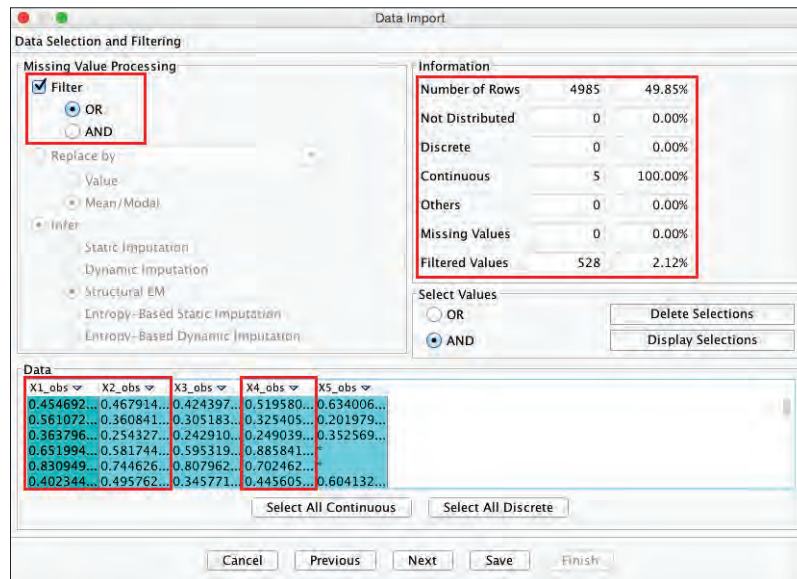 Data Import
Data Selection and Filtering
Missing Value Processing
Filter
OR
AND
Replace by
Value
Mean/Modal
Infer
Static Imputation
Dynamic Imputation
Structural EM
Entropy-Based Static Imputation
Entropy-Based Dynamic Imputation
Information
Number of Rows 4985 49.85%
Not Distributed 0 0.00%
Discrete 0 0.00%
Continuous 5 100.00%
Others 0 0.00%
Missing Values 0 0.00%
Filtered Values 528 2.12%
Select Values
OR
AND
Delete Selections
Display Selections
Data
X1_obs X2_obs X3_obs X4_obs X5_obs
0.454692... 0.467914... 0.424397... 0.519580... 0.634006...
0.561072... 0.360841... 0.305183... 0.325405... 0.201979...
0.363796... 0.254327... 0.242910... 0.249039... 0.352569...
0.651994... 0.581744... 0.595319... 0.885841... *
0.830949... 0.744626... 0.807962... 0.702462... *
0.402344... 0.495762... 0.345771... 0.445605... 0.604132...
Select All Continuous Select All Discrete
Cancel Previous Next Save Finish